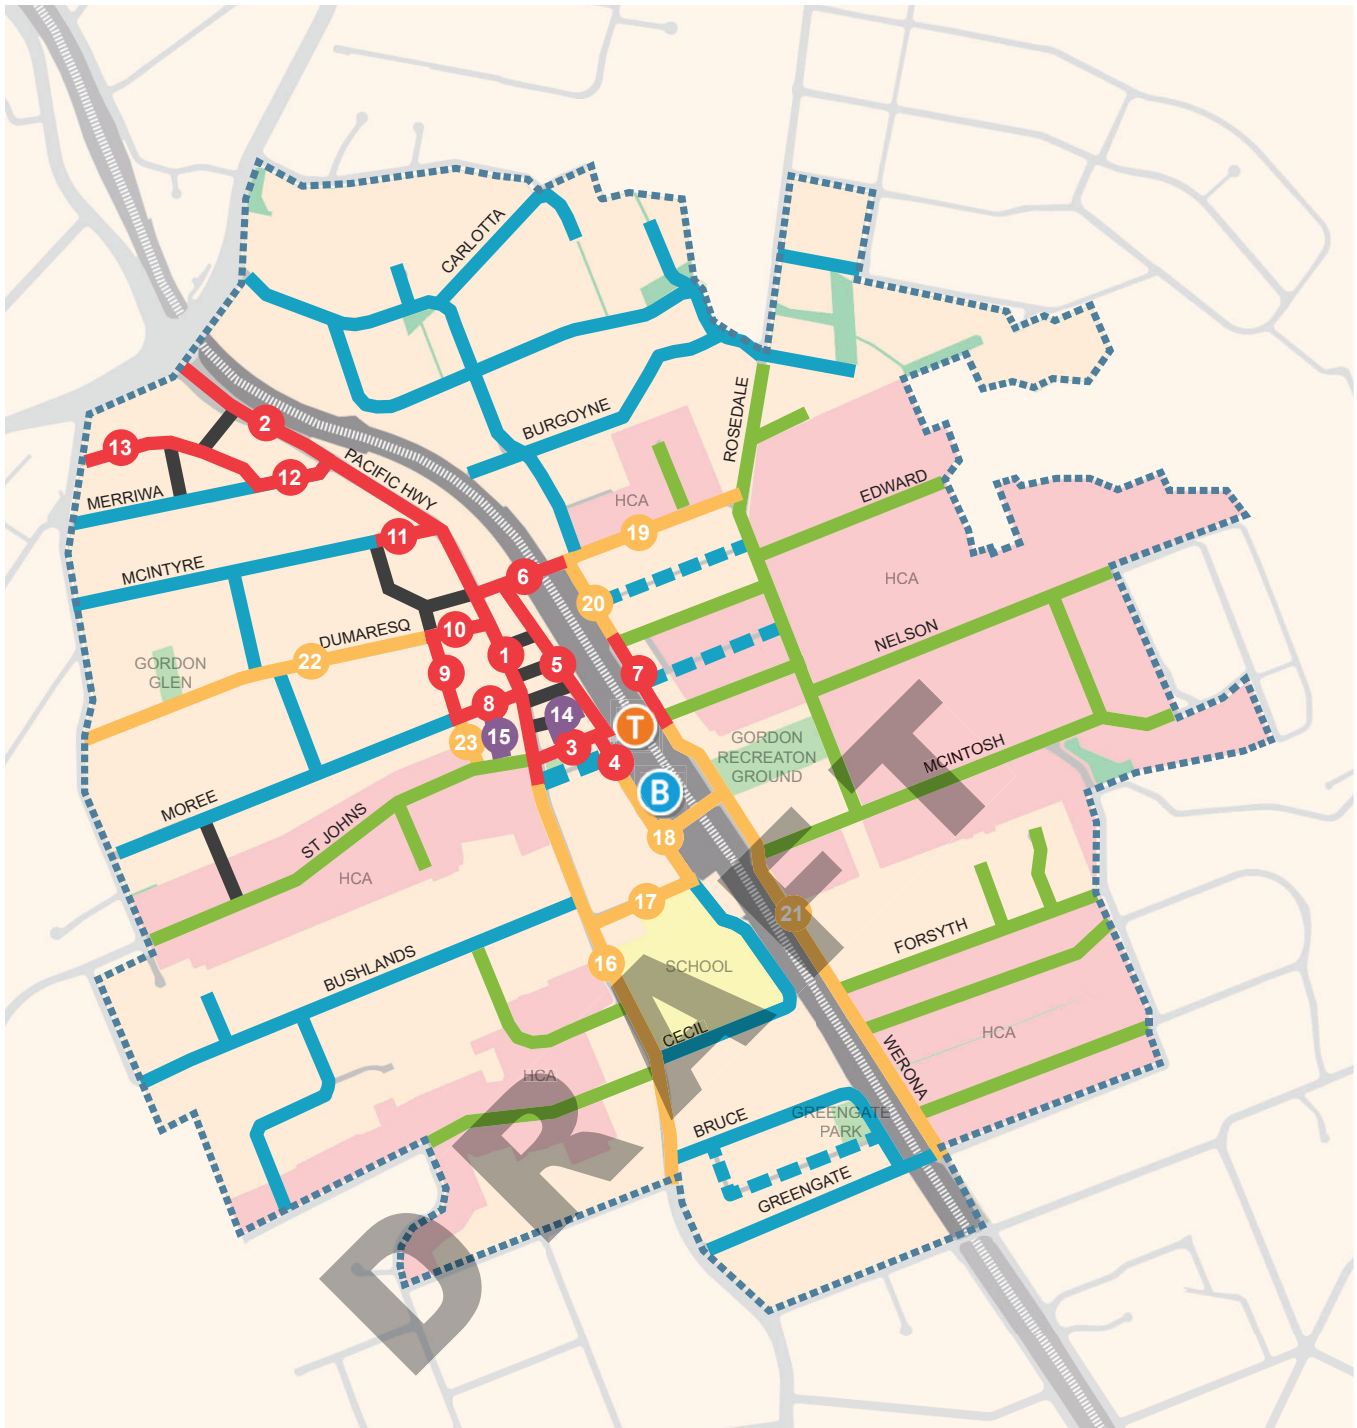 CARLOTTA
BURGOYNE
ROSEDALE
2
13
PACIFIC HWY
12
MERRIWA
HCA
EDWARD
19
11
MCINTYRE
6
HCA
20
DUMARESQ
10
NELSON
1
5
GORDON
GLEN
22
9
7
8
14
T
23
15
3
GORDON
RECREATON
GROUND
MCINTOSH
4
B
MOREE
ST JOHNS
18
HCA
17
21
FORSYTH
BUSHLANDS
16
SCHOOL
CECIL
HCA
WERONA
HCA
BRUCE
GREENGATE
PARK
GREENGATE
DRAFT